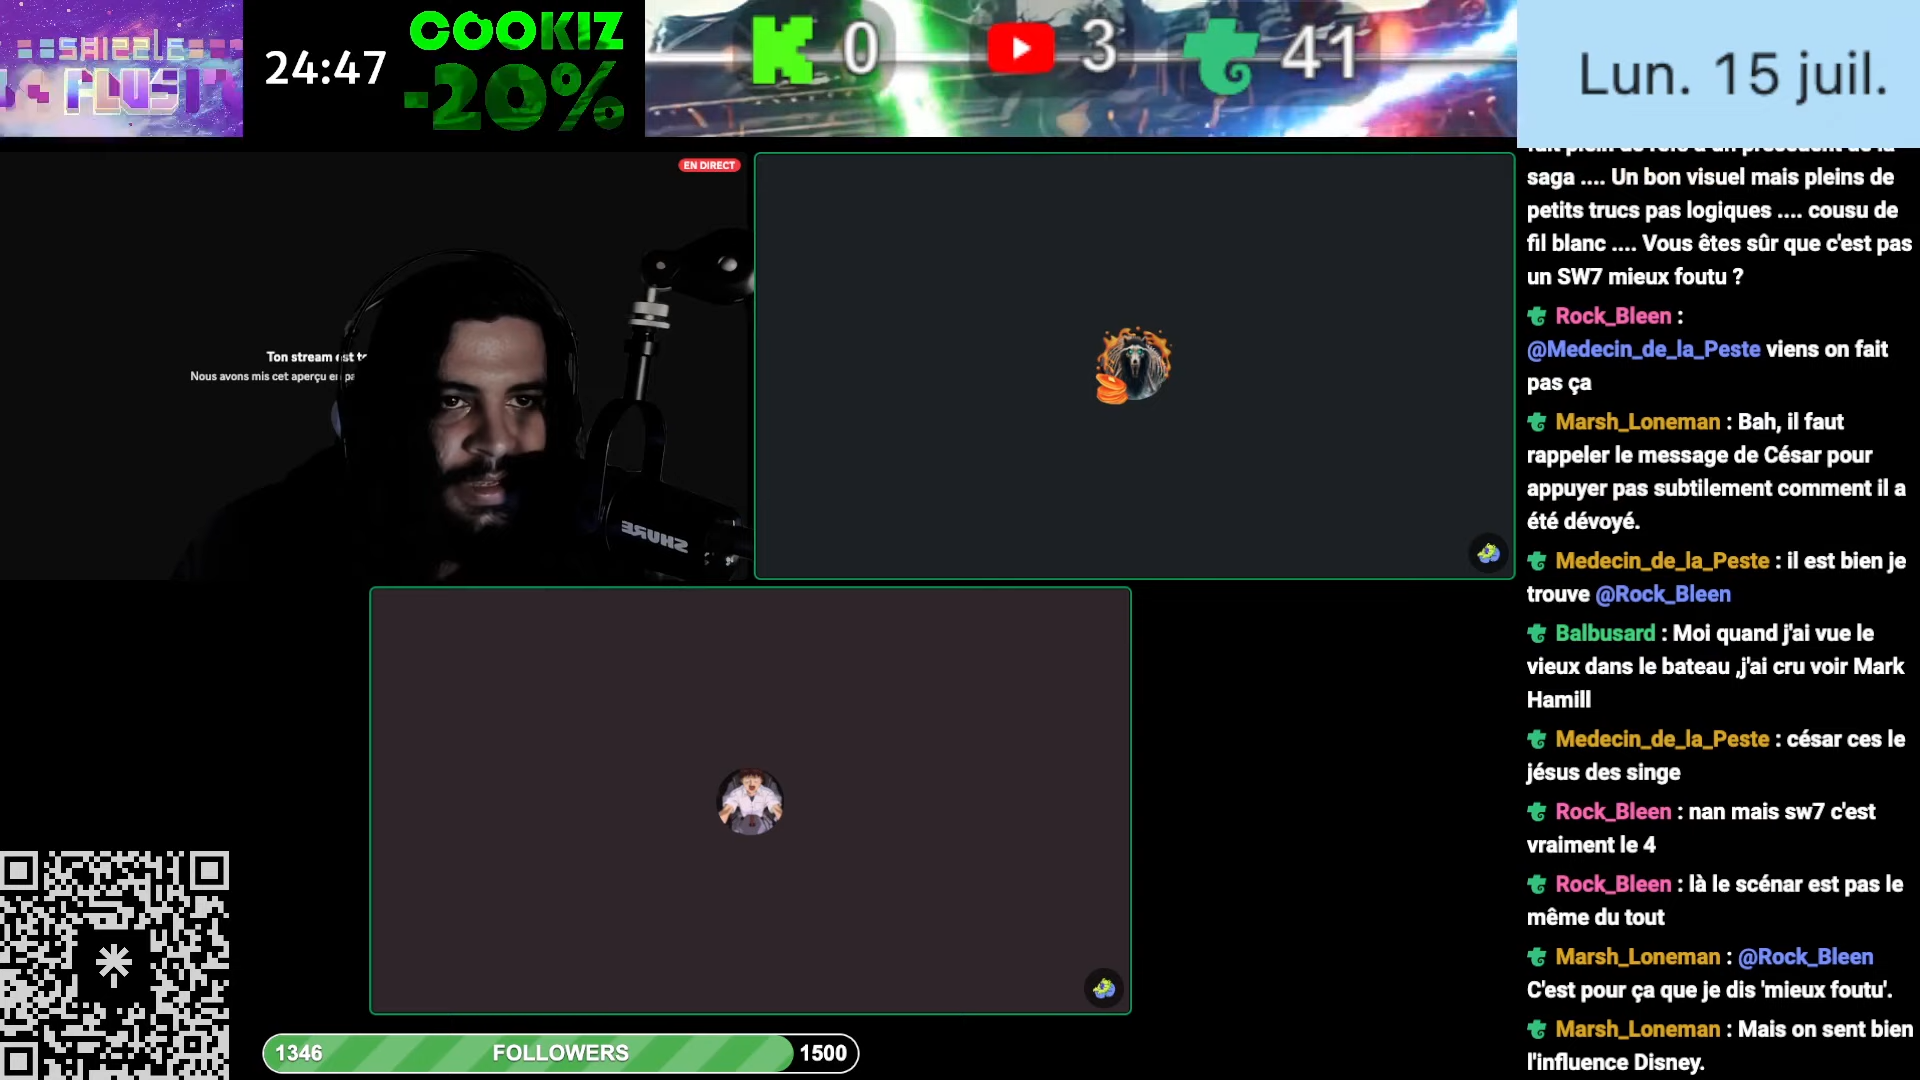 SHIZZLE
PLUS
24:47
COOKIZ
-20%
0
3
41
Lun. 15 juil.
EN DIRECT
Ton stream est
Nous avons mis cet aperçu en
SHURE
saga .... Un bon visuel mais pleins de
petits trucs pas logiques .... cousu de
fil blanc .... Vous êtes sûr que c'est pas
un SW7 mieux foutu ?
Rock_Bleen :
@Medecin_de_la_Peste viens on fait
pas ça
Marsh_Loneman : Bah, il faut
rappeler le message de César pour
appuyer pas subtilement comment il a
été dévoyé.
Medecin_de_la_Peste : il est bien je
trouve @Rock_Bleen
Balbusard : Moi quand j'ai vue le
vieux dans le bateau ,j'ai cru voir Mark
Hamill
Medecin_de_la_Peste : césar ces le
jésus des singe
Rock_Bleen : nan mais sw7 c'est
vraiment le 4
Rock_Bleen : là le scénar est pas le
même du tout
Marsh_Loneman : @Rock_Bleen
C'est pour ça que je dis 'mieux foutu'.
Marsh_Loneman : Mais on sent bien
l'influence Disney.
1346 FOLLOWERS 1500